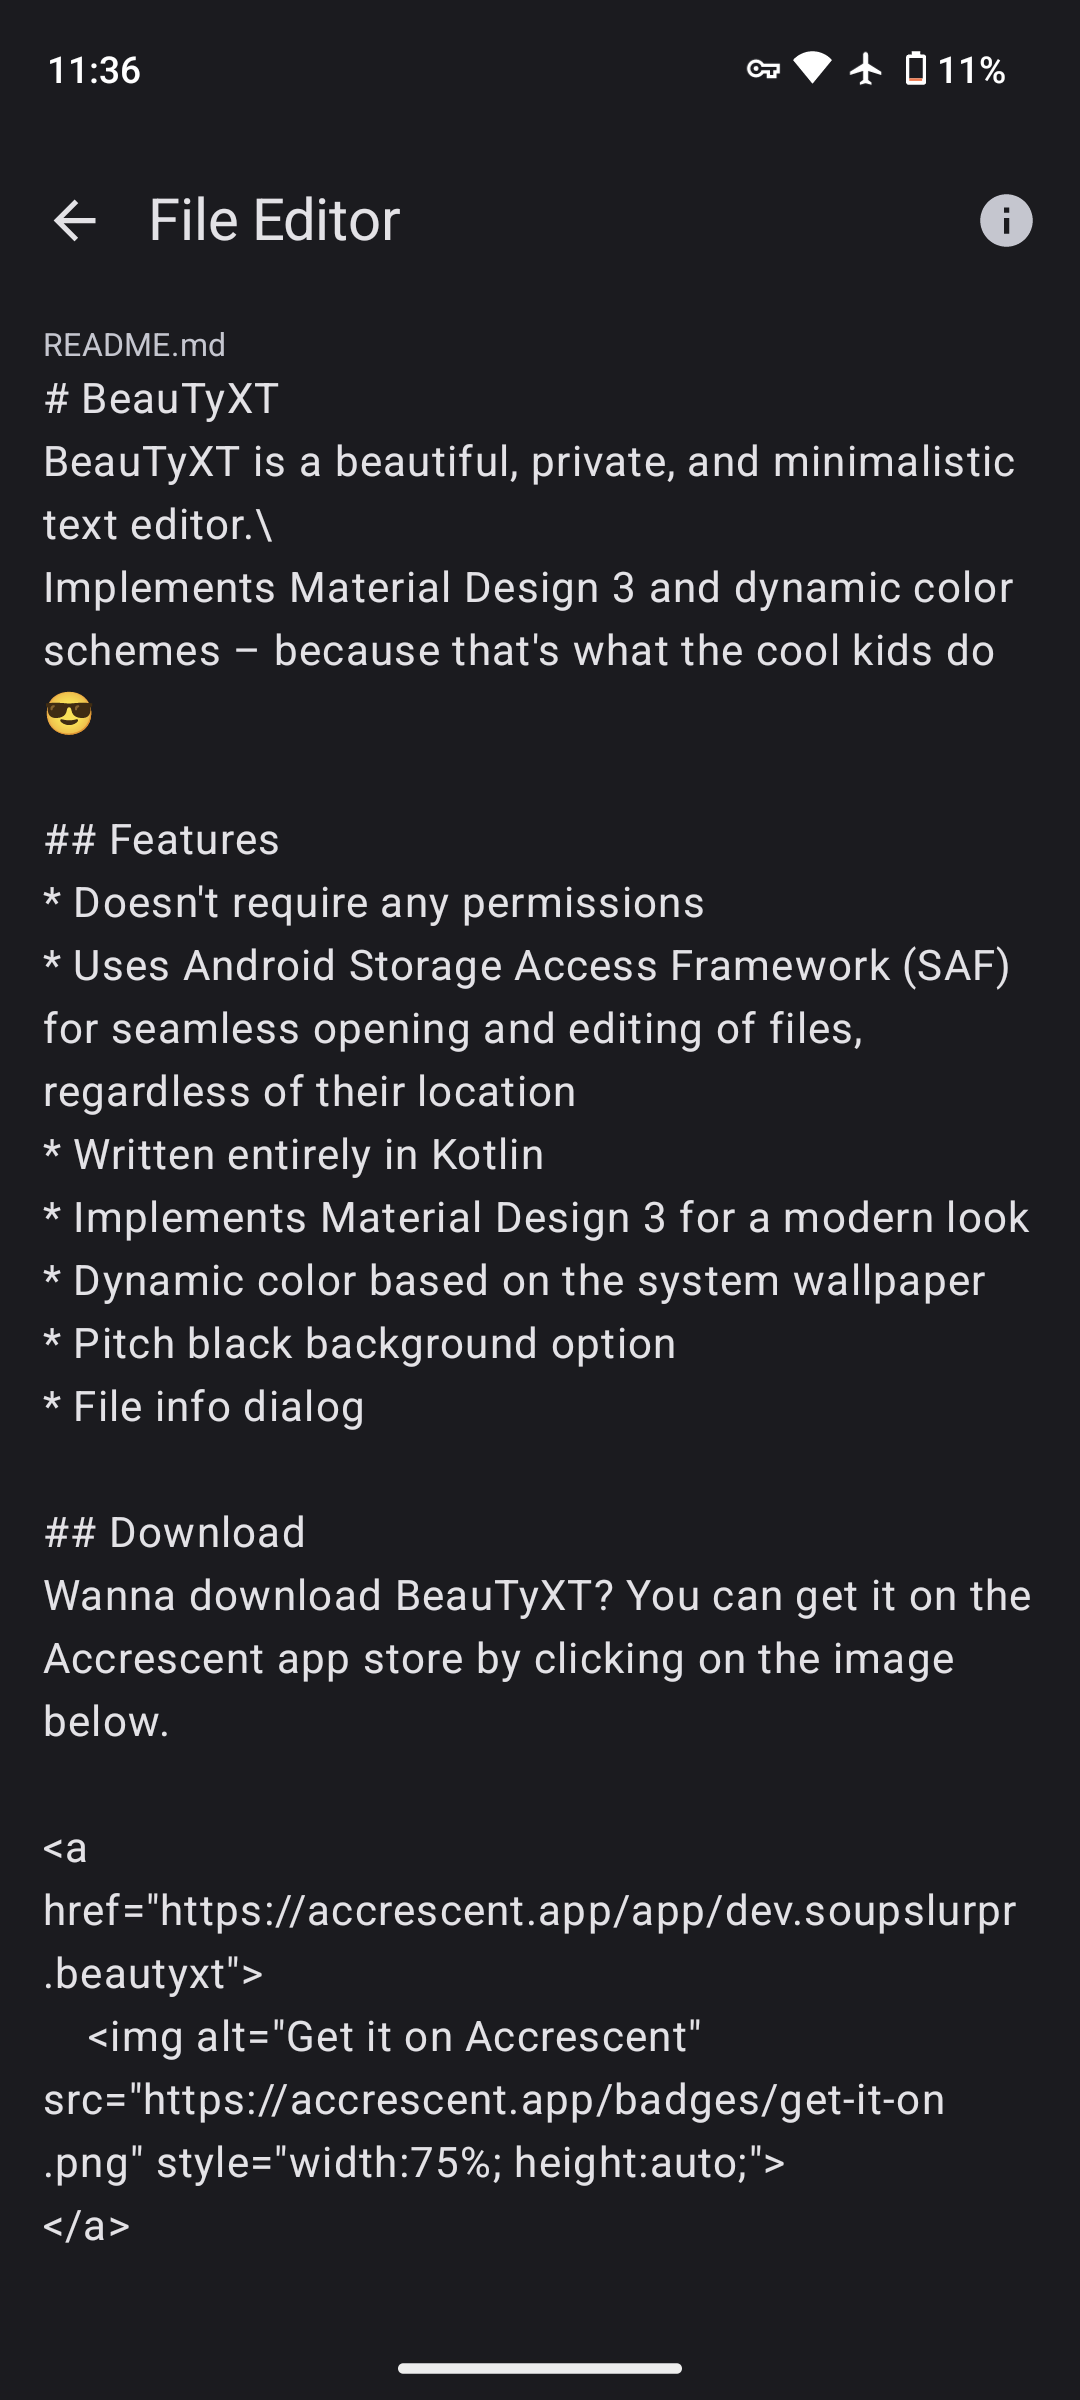 11:36
11%
File Editor
README.md
# BeauTyXT
BeauTyXT is a beautiful, private, and minimalistic
text editor.\
Implements Material Design 3 and dynamic color
schemes – because that's what the cool kids do
😎
## Features
* Doesn't require any permissions
* Uses Android Storage Access Framework (SAF)
for seamless opening and editing of files,
regardless of their location
* Written entirely in Kotlin
* Implements Material Design 3 for a modern look
* Dynamic color based on the system wallpaper
* Pitch black background option
* File info dialog
## Download
Wanna download BeauTyXT? You can get it on the
Accrescent app store by clicking on the image
below.
<a
href="https://accrescent.app/app/dev.soupslurpr
.beautyxt">
    <img alt="Get it on Accrescent"
src="https://accrescent.app/badges/get-it-on
.png" style="width:75%; height:auto;">
</a>